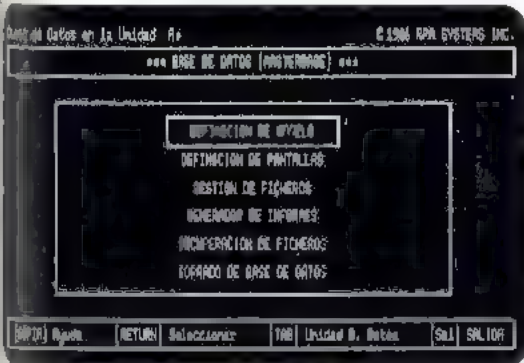 Datos en la Unidad A:
© 1986 RPA SYSTEMS INC.
*** BASE DE DATOS (MASTERBASE) ***
DEFINICION DE MODELO
DEFINICION DE PANTALLAS
GESTION DE FICHEROS
GENERADOR DE INFORMES
RECUPERACION DE FICHEROS
BORRADO DE BASE DE DATOS
Ayuda [RETURN] Seleccionar [TAB] Unidad D. Datos [Sal] SALIDA